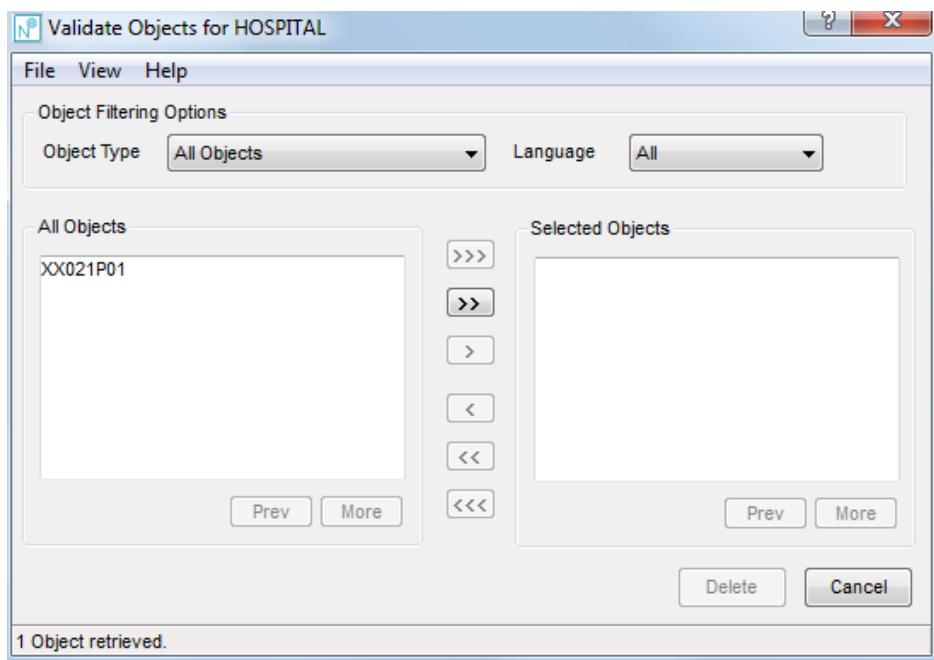 Validate Objects for HOSPITAL
File View Help
Object Filtering Options
Object Type All Objects Language All
All Objects
XX021P01
>>>
>>
>
<
<<
<<<
Selected Objects
Prev More
Prev More
Delete Cancel
1 Object retrieved.